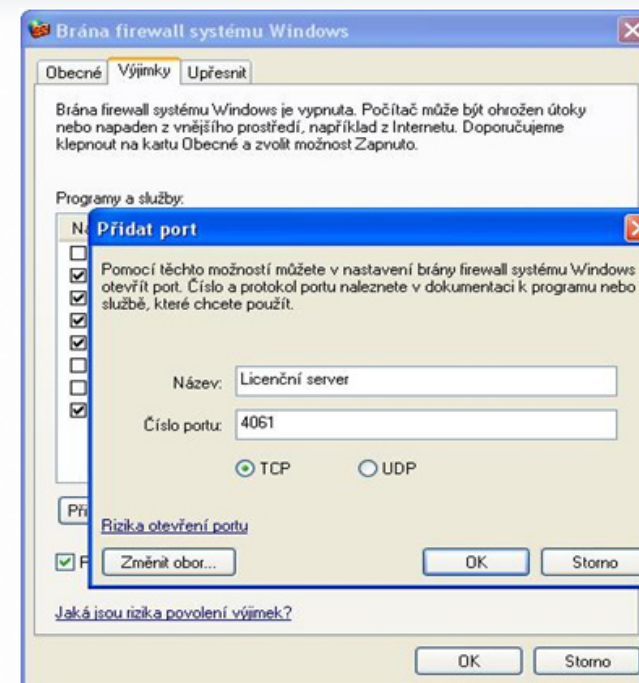 Brána firewall systému Windows
Obecné Výjimky Upřesnit
Brána firewall systému Windows je vypnuta. Počítač může být ohrožen útoky
nebo napaden z vnějšího prostředí, například z Internetu. Doporučujeme
klepnout na kartu Obecné a zvolit možnost Zapnuto.
Programy a služby:
Přidat port
Pomocí těchto možností můžete v nastavení brány firewall systému Windows
otevřít port. Číslo a protokol portu naleznete v dokumentaci k programu nebo
službě, které chcete použít.
Název: Licenční server
Číslo portu: 4061
TCP UDP
Rizika otevření portu
Změnit obor... OK Storno
Jaká jsou rizika povolení výjimek?
OK Storno